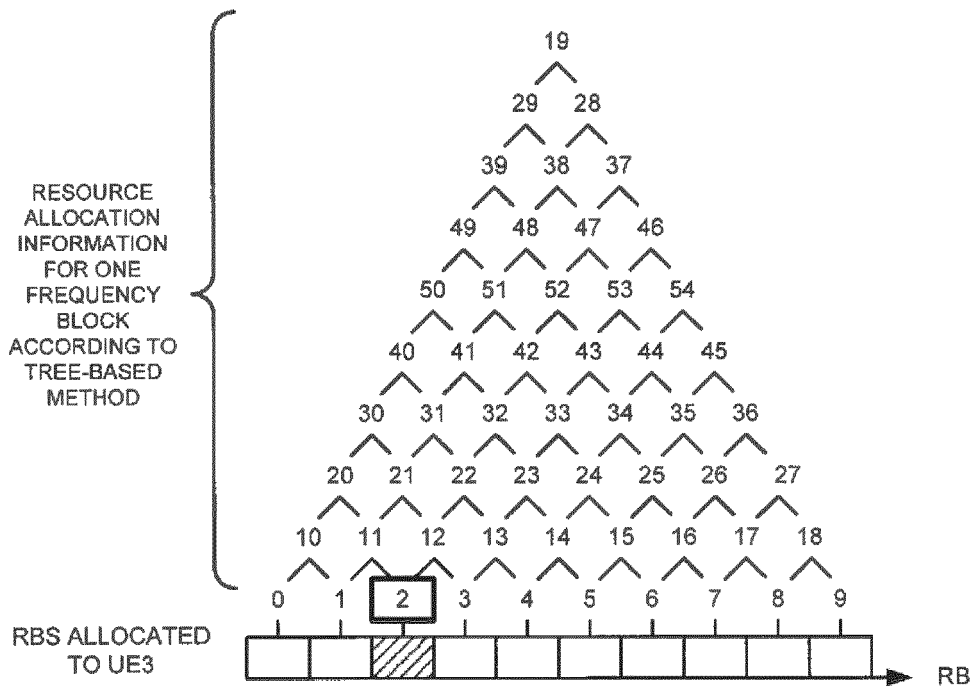 19
29 28
39 38 37
49 48 47 46
50 51 52 53 54
40 41 42 43 44 45
30 31 32 33 34 35 36
20 21 22 23 24 25 26 27
10 11 12 13 14 15 16 17 18
0 1 2 3 4 5 6 7 8 9
RESOURCE
ALLOCATION
INFORMATION
FOR ONE
FREQUENCY
BLOCK
ACCORDING TO
TREE-BASED
METHOD
RBS ALLOCATED
TO UE3
RB